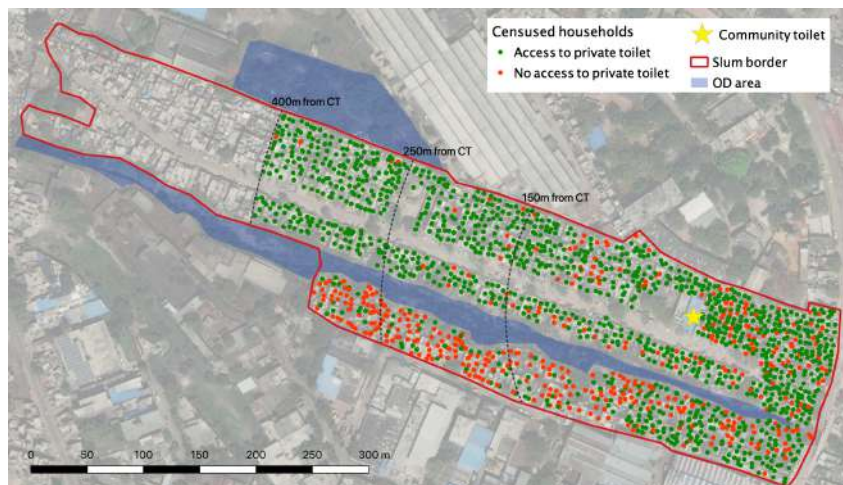 Censused households
Access to private toilet
No access to private toilet
Community toilet
Slum border
OD area
400m from CT
250m from CT
150m from CT
0 50 100 150 200 250 300 m